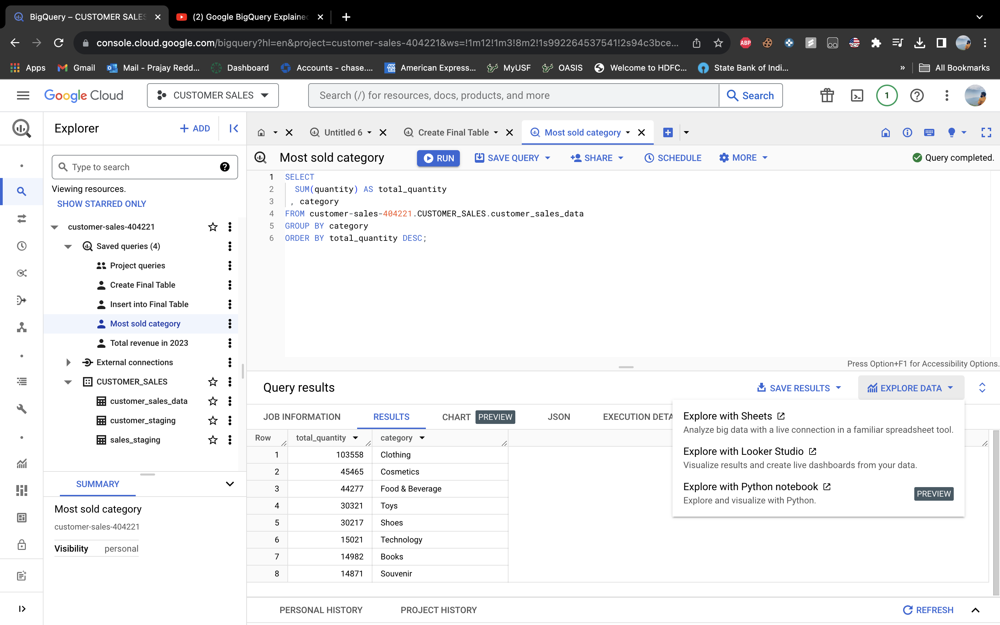 BigQuery – CUSTOMER SALES
(2) Google BigQuery Explained
console.cloud.google.com/bigquery?hl=en&project=customer-sales-404221&ws=!1m12!1m3!8m2!1s992264537541!2s94c3bce...
ABP
Apps
Gmail
Mail - Prajay Redd...
Dashboard
Accounts - chase....
AM EX
American Express...
MyUSF
OASIS
Welcome to HDFC...
State Bank of Indi...
»
All Bookmarks
Google Cloud
CUSTOMER SALES
Search (/) for resources, docs, products, and more
Search
1
Explorer
+ ADD
Untitled 6
Create Final Table
Most sold category
Most sold category
RUN
SAVE QUERY
SHARE
SCHEDULE
MORE
Query completed.
Type to search
Viewing resources.
SHOW STARRED ONLY
customer-sales-404221
Saved queries (4)
Project queries
Create Final Table
Insert into Final Table
Most sold category
Total revenue in 2023
External connections
CUSTOMER_SALES
customer_sales_data
customer_staging
sales_staging
SUMMARY
Most sold category
customer-sales-404221
Visibility personal
1 SELECT
2 SUM(quantity) AS total_quantity
3 , category
4 FROM customer-sales-404221.CUSTOMER_SALES.customer_sales_data
5 GROUP BY category
6 ORDER BY total_quantity DESC;
Press Option+F1 for Accessibility Options.
Query results
SAVE RESULTS
EXPLORE DATA
JOB INFORMATION
RESULTS
CHART PREVIEW
JSON
EXECUTION DETA
Explore with Sheets
Analyze big data with a live connection in a familiar spreadsheet tool.
Explore with Looker Studio
Visualize results and create live dashboards from your data.
Explore with Python notebook
Explore and visualize with Python.
PREVIEW
Row total_quantity category
1 103558 Clothing
2 45465 Cosmetics
3 44277 Food & Beverage
4 30321 Toys
5 30217 Shoes
6 15021 Technology
7 14982 Books
8 14871 Souvenir
PERSONAL HISTORY
PROJECT HISTORY
REFRESH